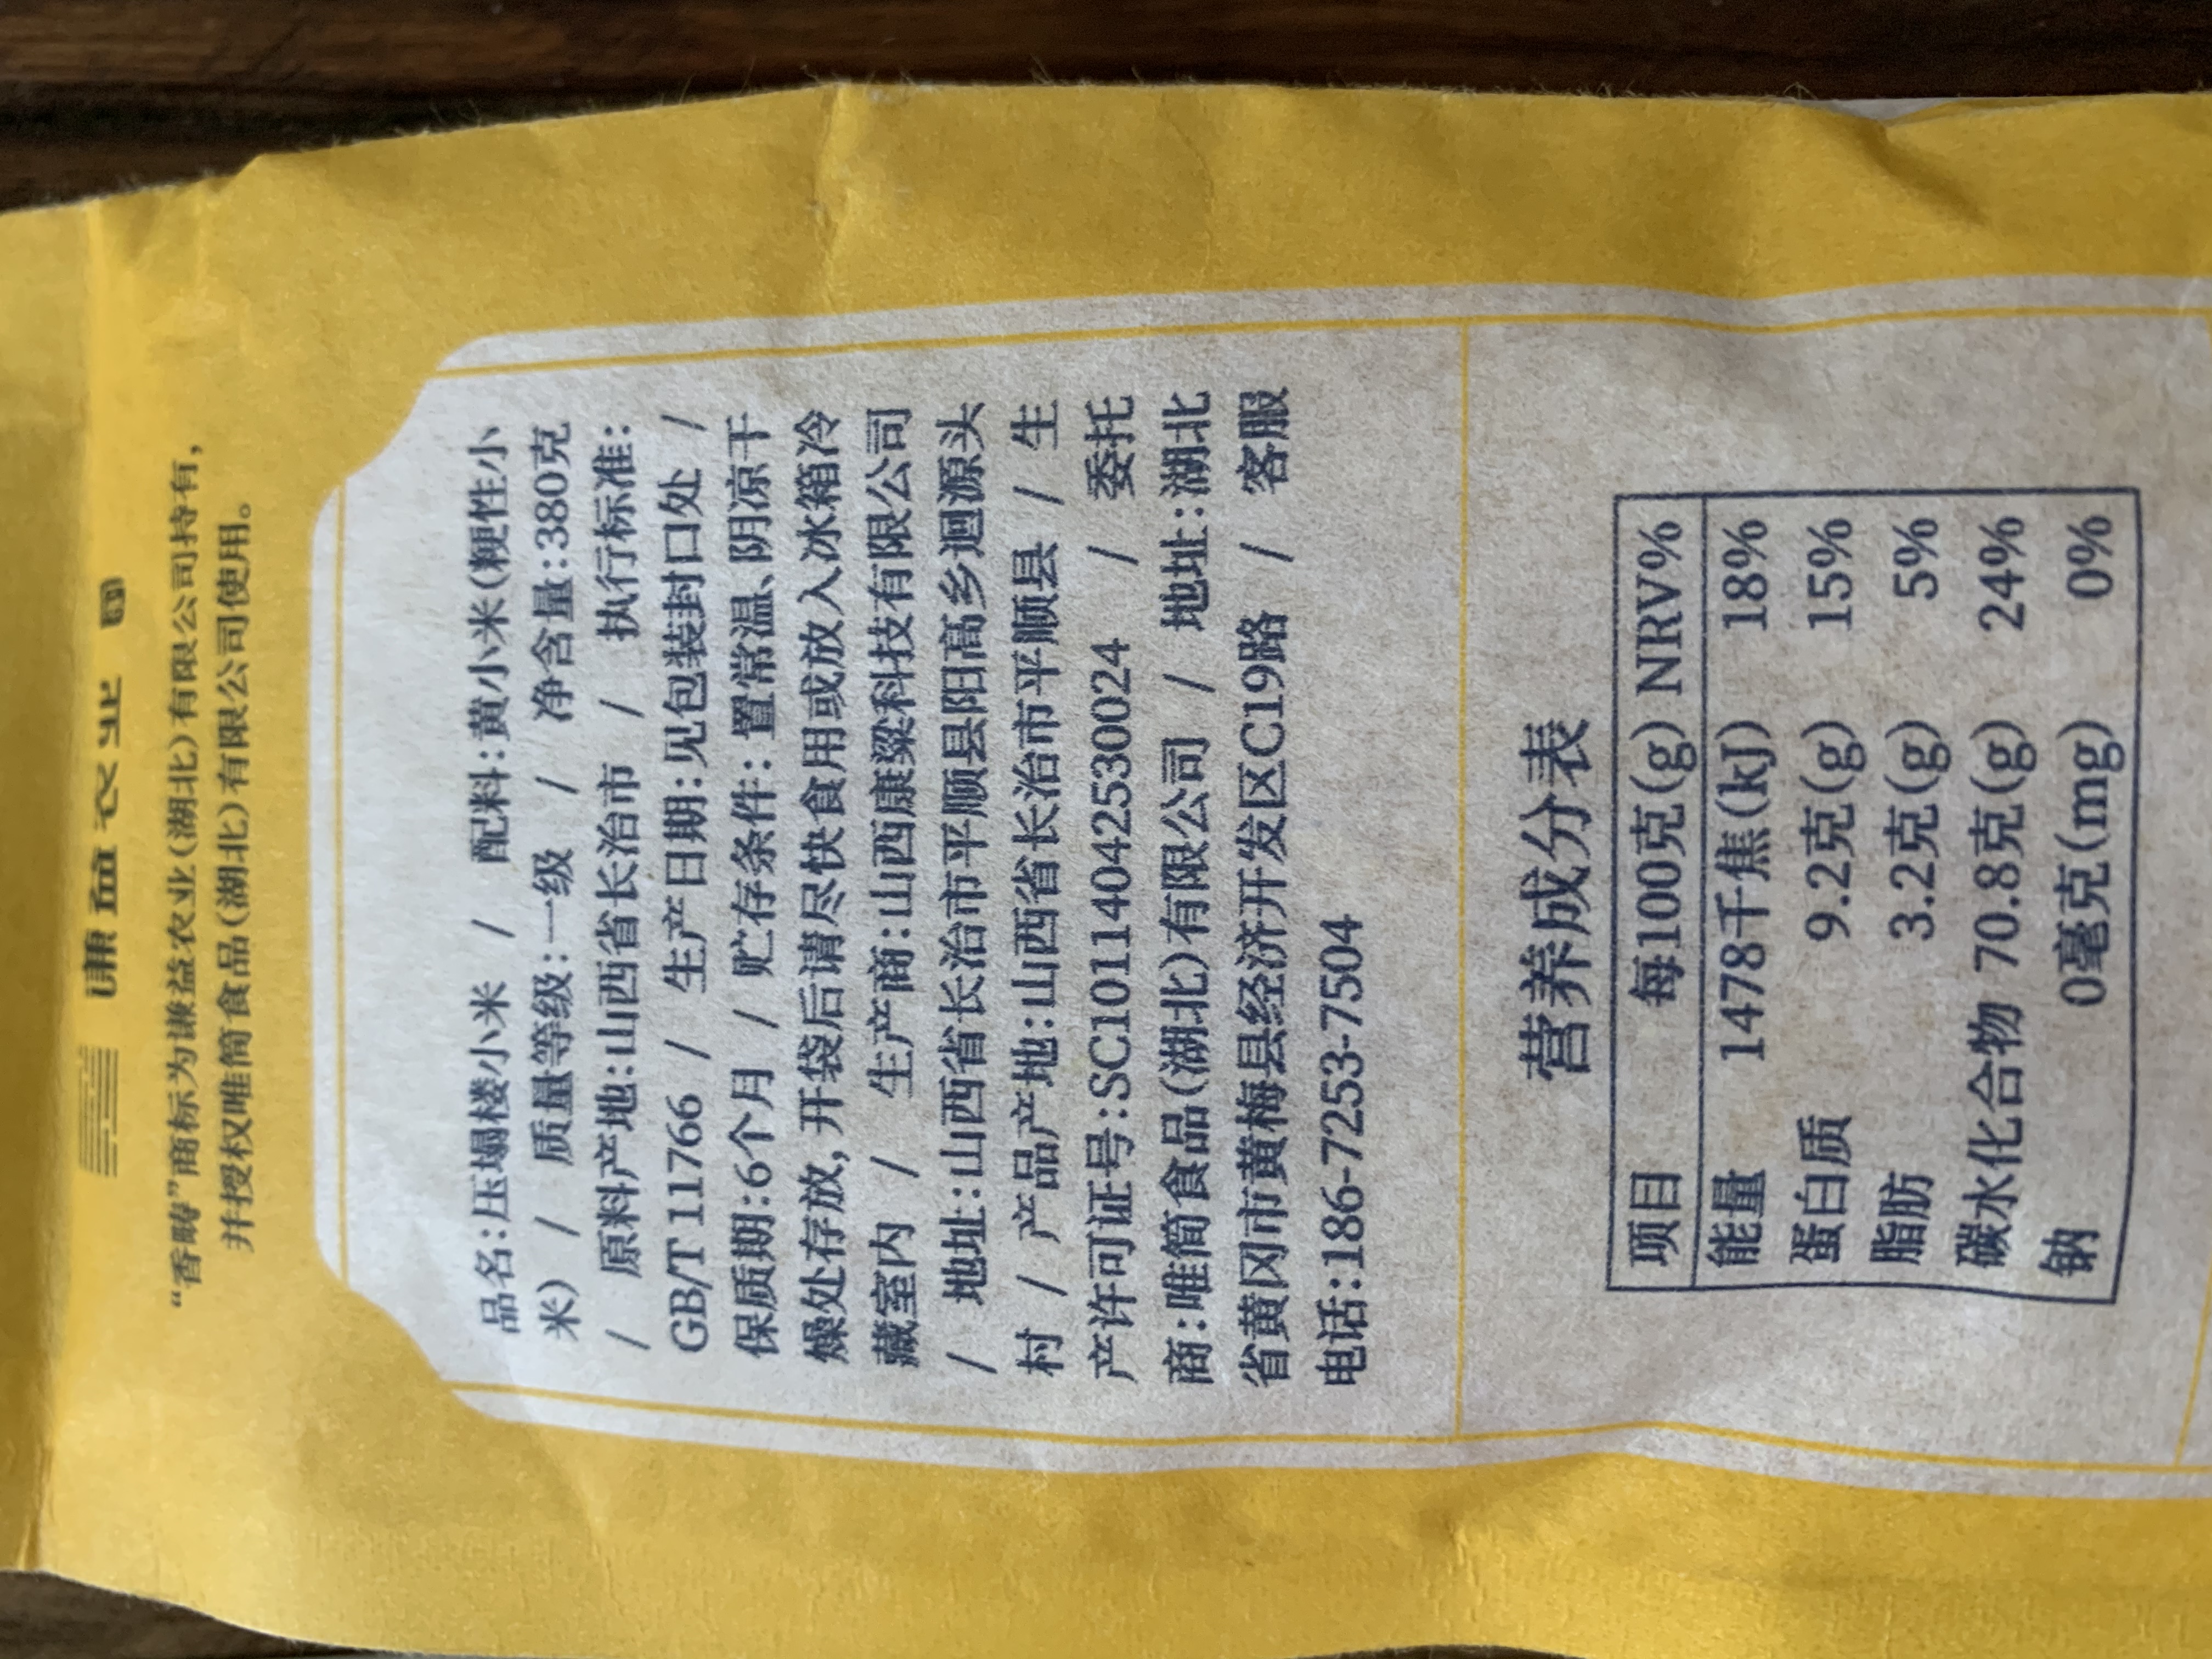 谦益农业
“香畴”商标为谦益农业(湖北)有限公司持有,
并授权唯简食品(湖北)有限公司使用。
品名:压塌楼小米 / 配料:黄小米(粳性小
米) / 质量等级:一级 / 净含量:380克
/ 原料产地:山西省长治市 / 执行标准:
GB/T 11766 / 生产日期:见包装封口处 /
保质期:6个月 / 贮存条件:置常温、阴凉干
燥处存放,开袋后请尽快食用或放入冰箱冷
藏室内 / 生产商:山西康粱科技有限公司
/ 地址:山西省长治市平顺县阳高乡迴源头
村 / 产品产地:山西省长治市平顺县 / 生
产许可证号:SC10114042530024 / 委托
商:唯简食品(湖北)有限公司 / 地址:湖北
省黄冈市黄梅县经济开发区C19路 / 客服
电话:186-7253-7504
营养成分表
项目 每100克(g) NRV%
能量 1478千焦(kJ) 18%
蛋白质 9.2克(g) 15%
脂肪 3.2克(g) 5%
碳水化合物 70.8克(g) 24%
钠 0毫克(mg) 0%